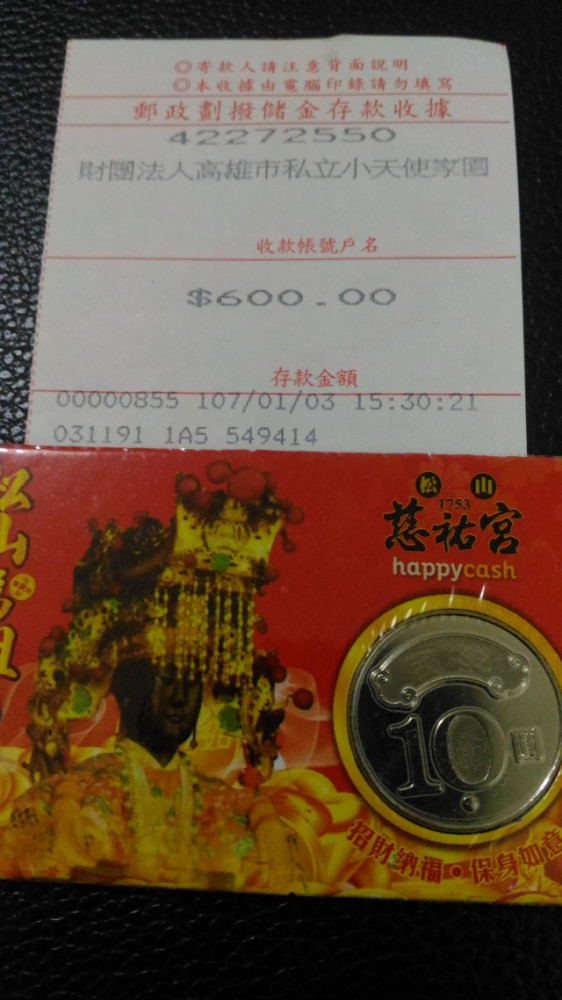 ◎寄款人請注意背面說明
◎本收據由電腦印錄請勿填寫
郵政劃撥儲金存款收據
42272550
財團法人高雄市私立小天使家園
收款帳號戶名
$600.00
存款金額
00000855 107/01/03 15:30:21
031191 1A5 549414
松山
1753
慈祐宮
happycash
10圓
招財納福•保身如意